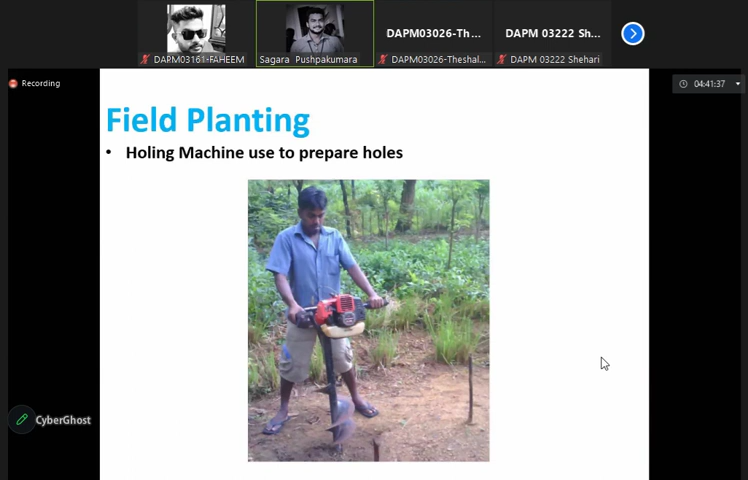 DAPM03026-Th...
DAPM 03222 Sh...
DAPM03161-FAHEEM
Sagara Pushpakumara
DAPM03026-Theshal...
DAPM 03222 Shehari
Recording
04:41:37
Field Planting
• Holing Machine use to prepare holes
CyberGhost